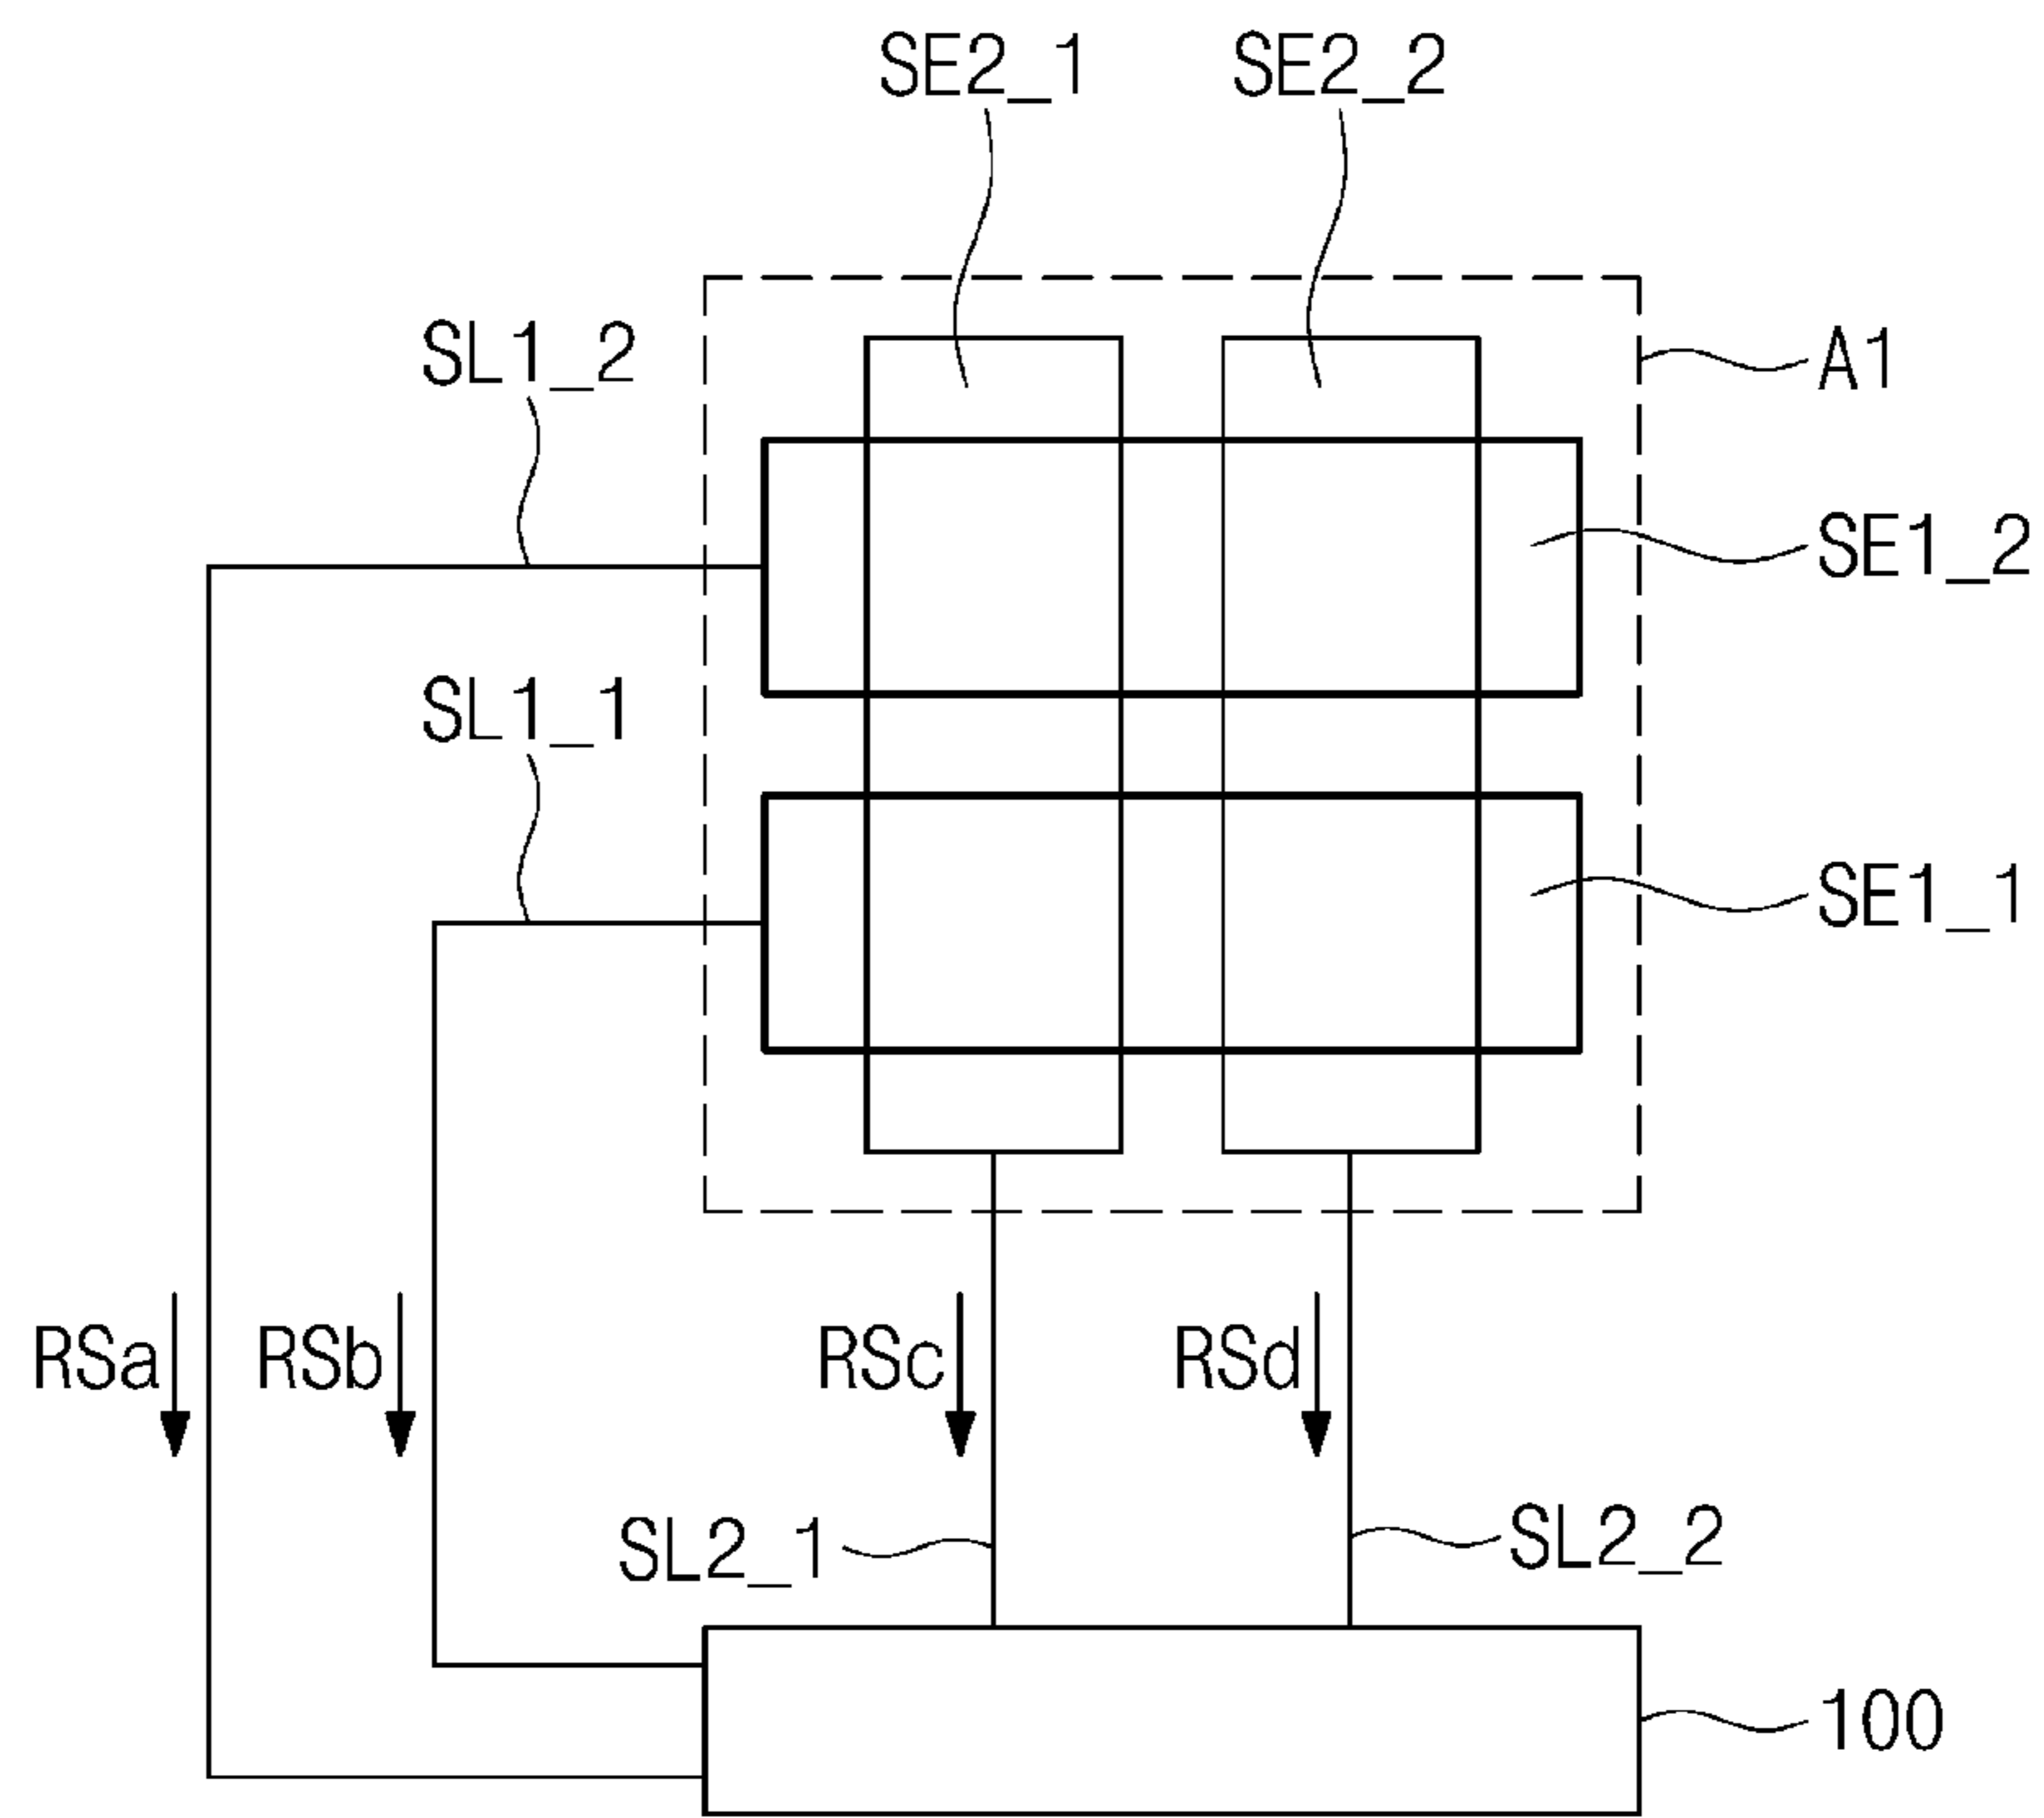 SE2_1 SE2_2
SL1_2
A1
SE1_2
SL1_1
SE1_1
RSa RSb RSc RSd
SL2_1 SL2_2
100